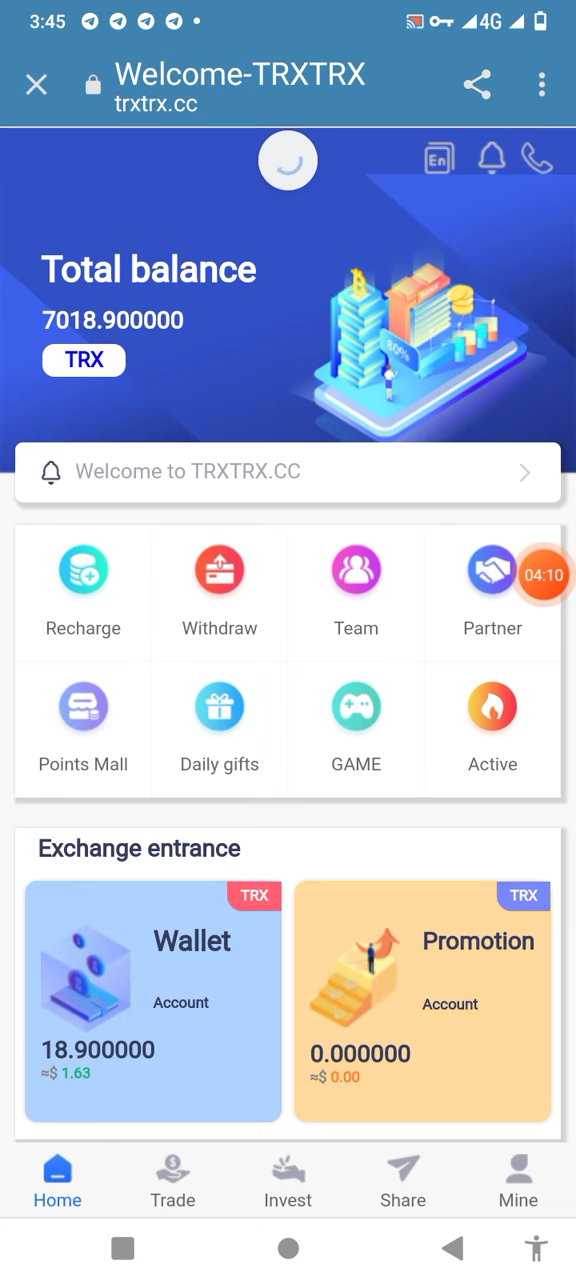 3:45
4G
Welcome-TRXTRX
trxtrx.cc
En
Total balance
7018.900000
TRX
80%
BANK
Welcome to TRXTRX.CC
04:10
Recharge Withdraw Team Partner
Points Mall Daily gifts GAME Active
Exchange entrance
TRX
Wallet
Account
18.900000
≈$ 1.63
TRX
Promotion
Account
0.000000
≈$ 0.00
Home Trade Invest Share Mine